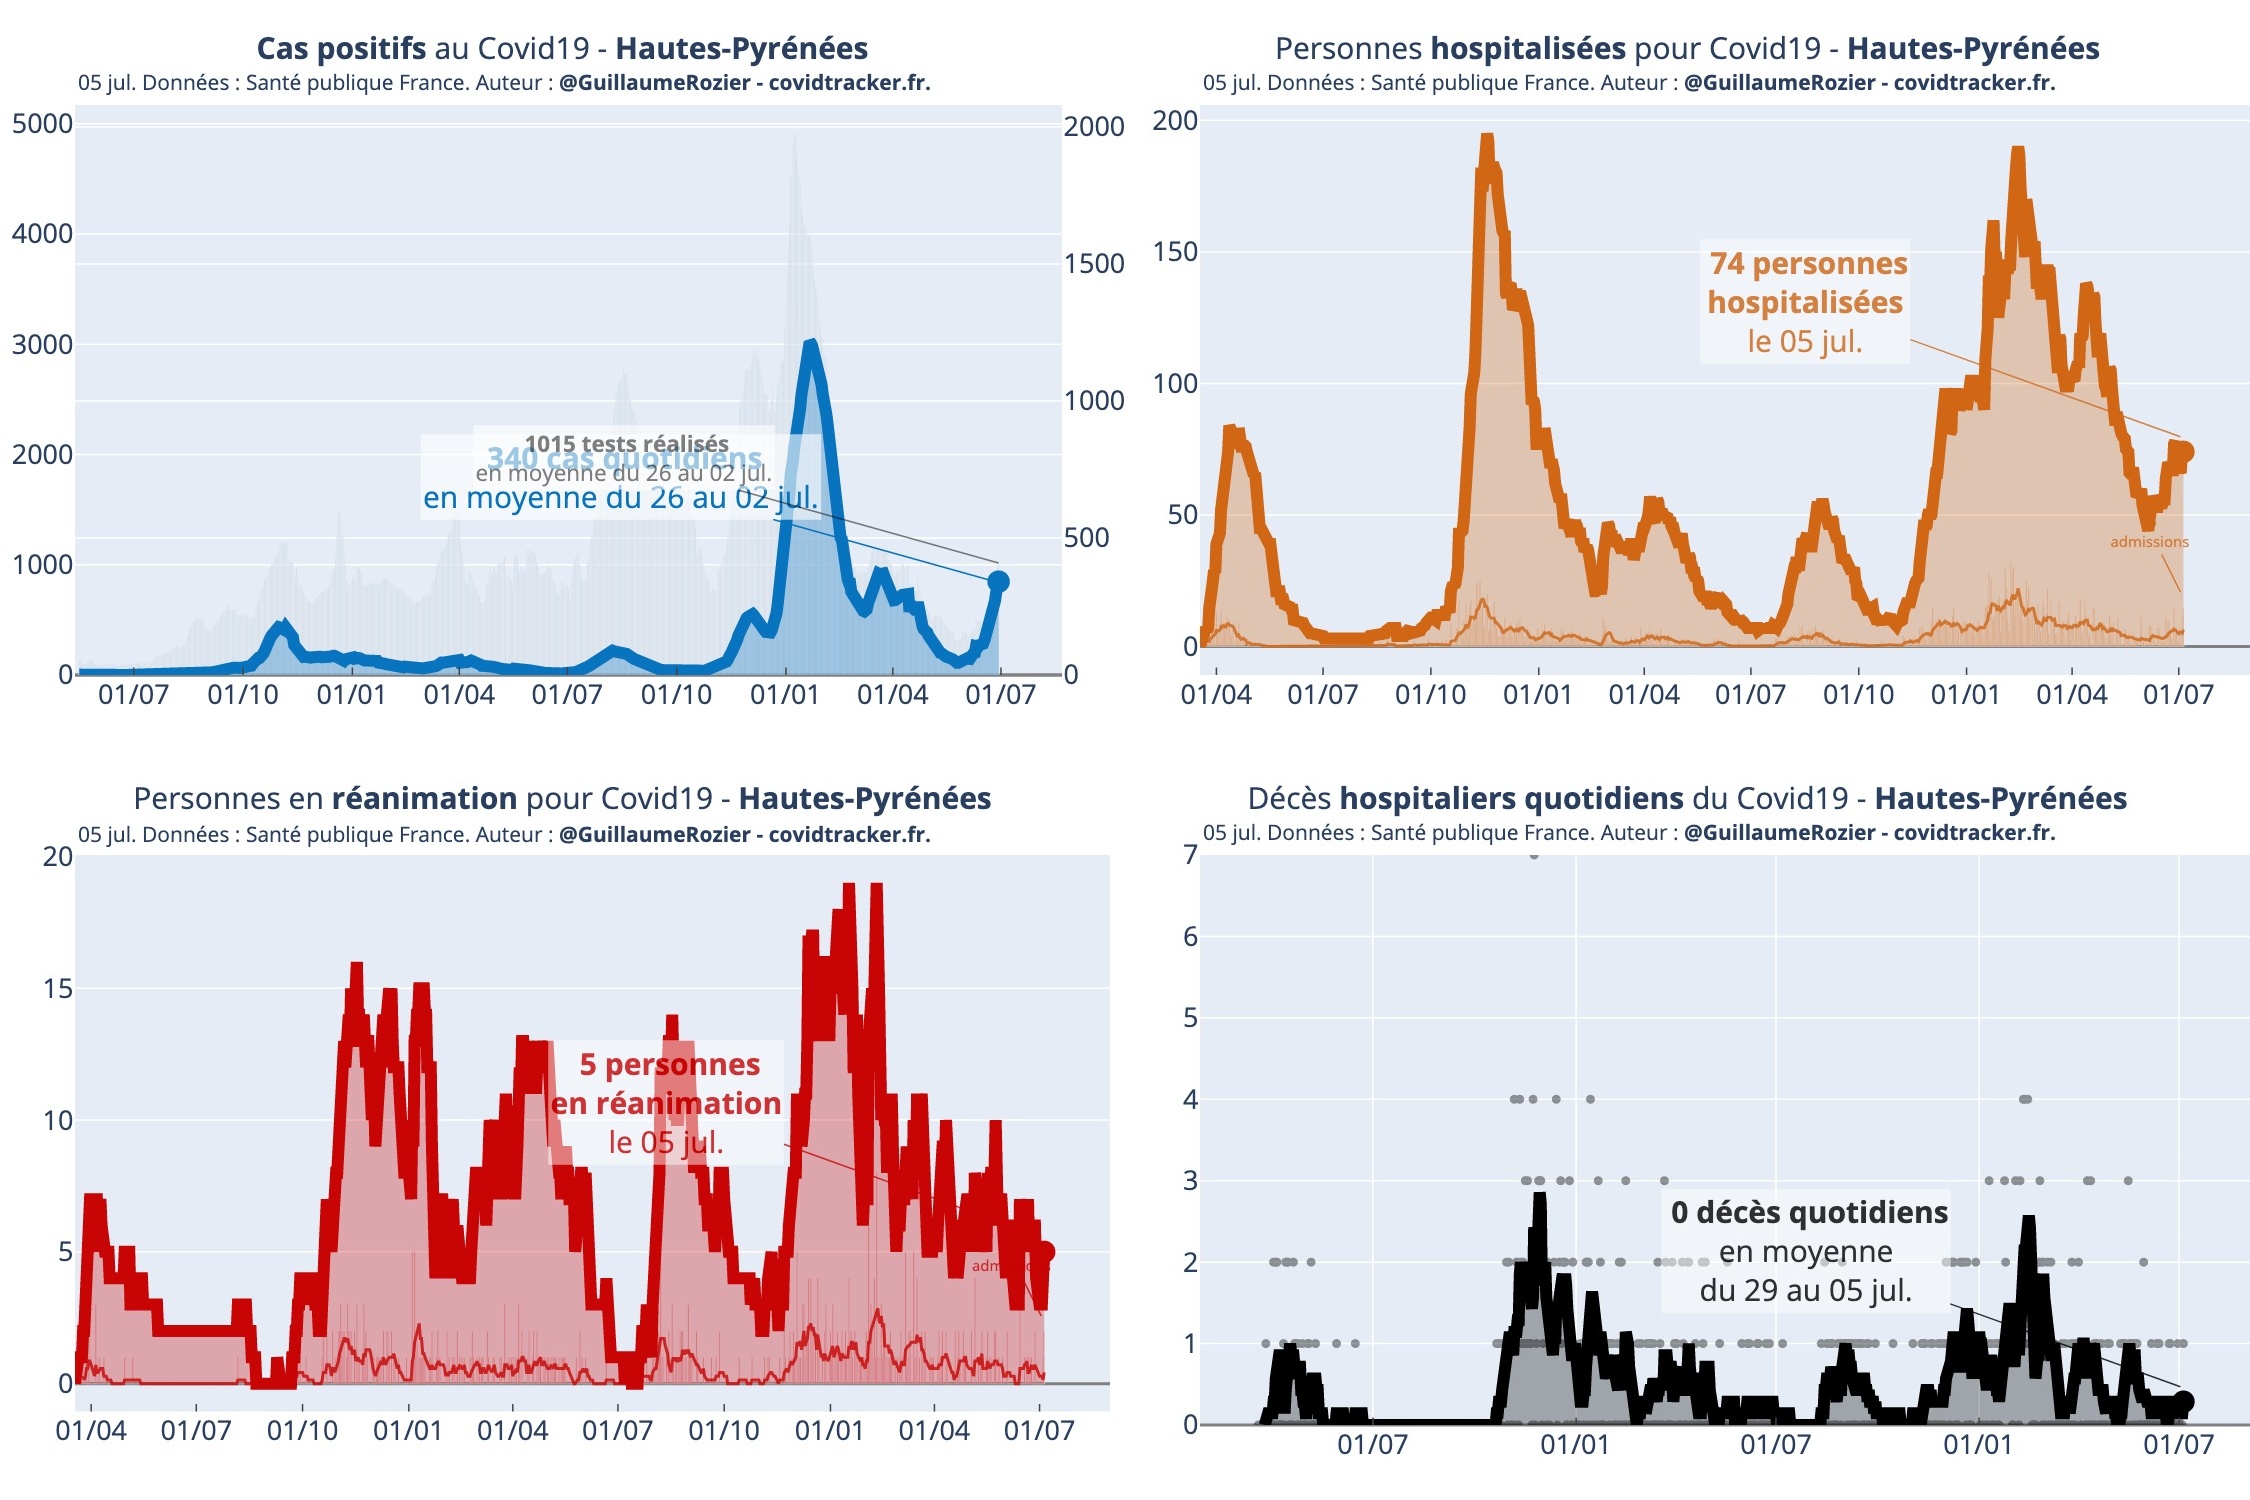 Cas positifs au Covid19 - Hautes-Pyrénées
05 jul. Données : Santé publique France. Auteur : @GuillaumeRozier - covidtracker.fr.
5000
4000
3000
2000
1000
0
2000
1500
1000
500
0
1015 tests réalisés
340 cas quotidiens
en moyenne du 26 au 02 jul.
en moyenne du 26 au 02 jul.
01/07 01/10 01/01 01/04 01/07 01/10 01/01 01/04 01/07
Personnes hospitalisées pour Covid19 - Hautes-Pyrénées
05 jul. Données : Santé publique France. Auteur : @GuillaumeRozier - covidtracker.fr.
200
150
100
50
0
74 personnes
hospitalisées
le 05 jul.
admissions
01/04 01/07 01/10 01/01 01/04 01/07 01/10 01/01 01/04 01/07
Personnes en réanimation pour Covid19 - Hautes-Pyrénées
05 jul. Données : Santé publique France. Auteur : @GuillaumeRozier - covidtracker.fr.
20
15
10
5
0
5 personnes
en réanimation
le 05 jul.
admissions
01/04 01/07 01/10 01/01 01/04 01/07 01/10 01/01 01/04 01/07
Décès hospitaliers quotidiens du Covid19 - Hautes-Pyrénées
05 jul. Données : Santé publique France. Auteur : @GuillaumeRozier - covidtracker.fr.
7
6
5
4
3
2
1
0
0 décès quotidiens
en moyenne
du 29 au 05 jul.
01/07 01/01 01/07 01/01 01/07